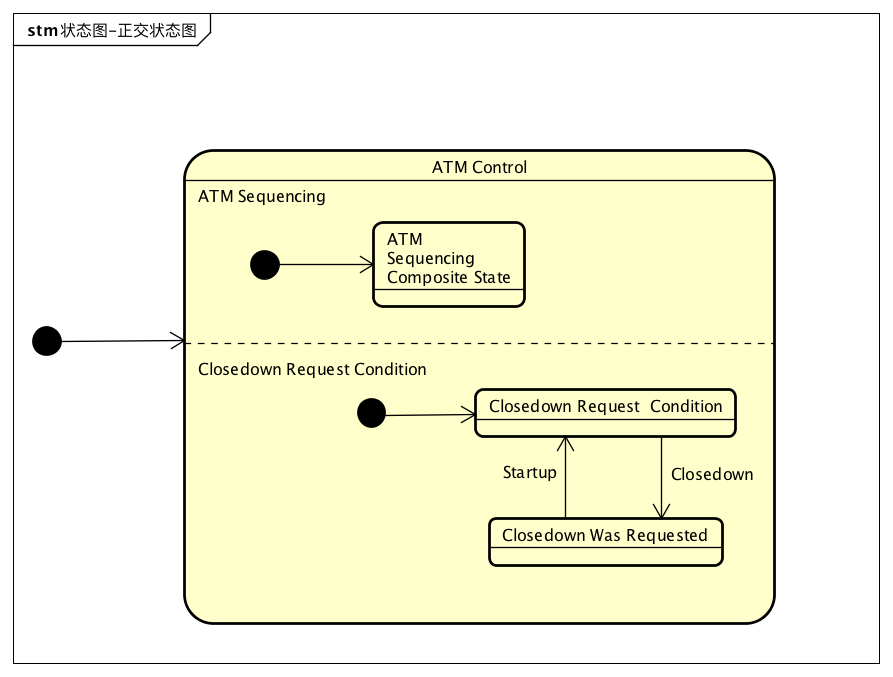 stm 状态图-正交状态图
ATM Control
ATM Sequencing
ATM
Sequencing
Composite State
Closedown Request Condition
Closedown Request  Condition
Startup
Closedown
Closedown Was Requested